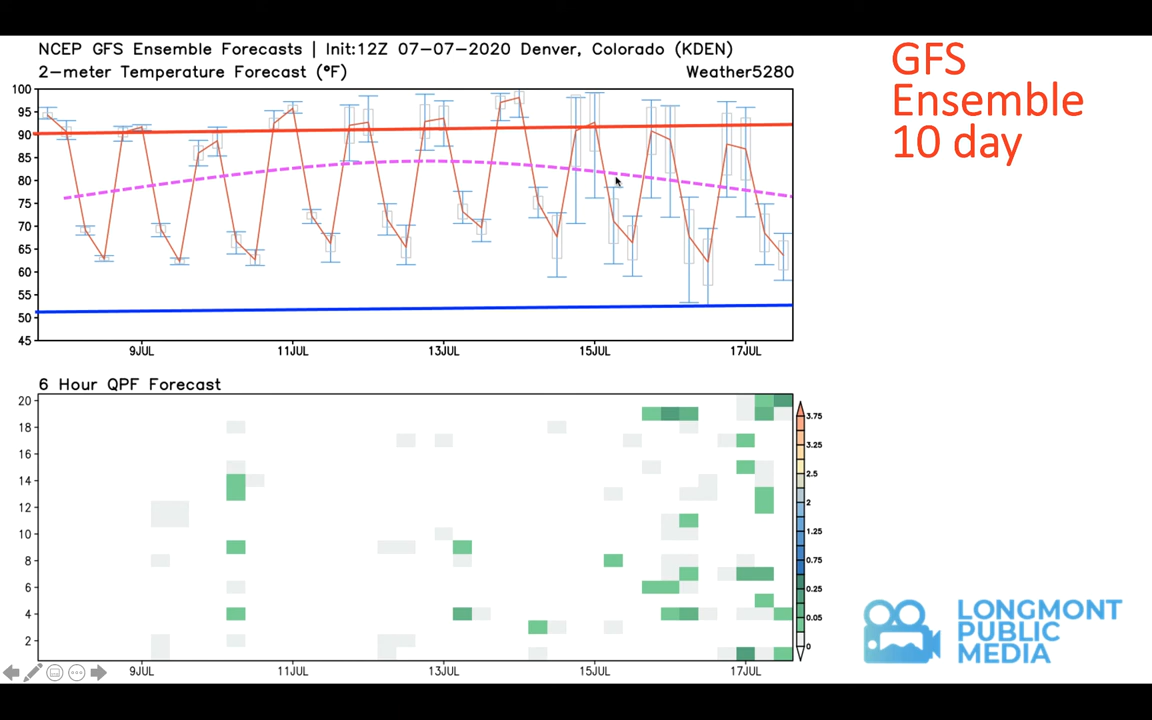 NCEP GFS Ensemble Forecasts | Init:12Z 07-07-2020 Denver, Colorado (KDEN)
2-meter Temperature Forecast (°F)
Weather5280
100
95
90
85
80
75
70
65
60
55
50
45
9JUL
11JUL
13JUL
15JUL
17JUL
GFS
Ensemble
10 day
6 Hour QPF Forecast
20
18
16
14
12
10
8
6
4
2
9JUL
11JUL
13JUL
15JUL
17JUL
3.75
3.25
2.5
2
1.25
0.75
0.25
0.05
0
LONGMONT
PUBLIC
MEDIA